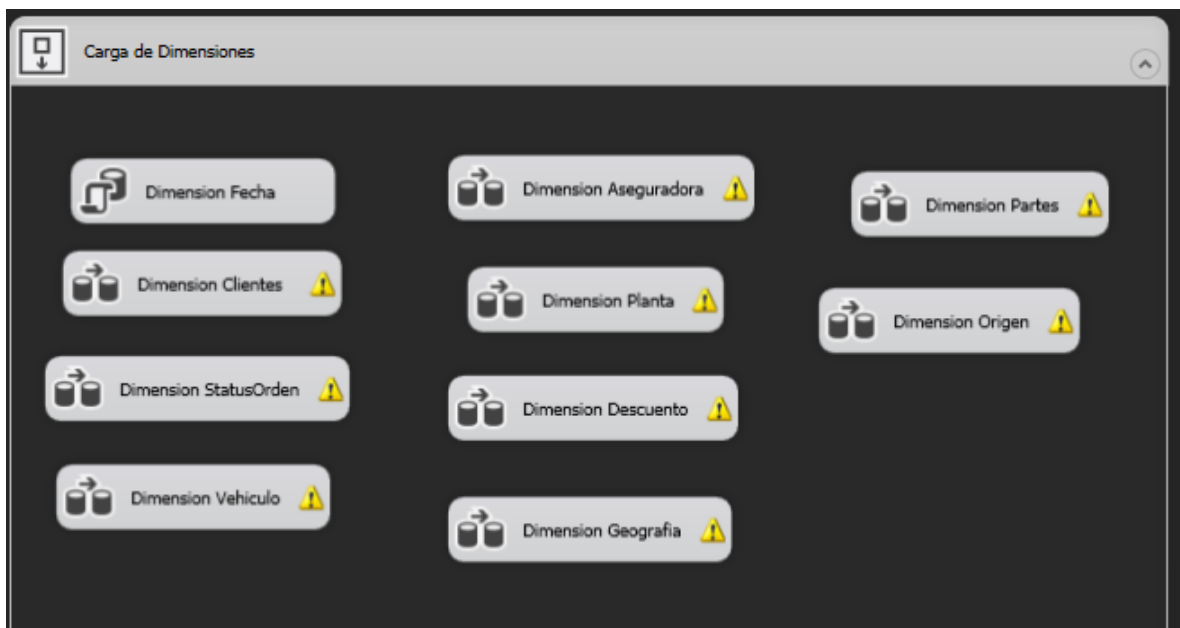 Carga de Dimensiones
Dimension Fecha
Dimension Clientes
Dimension StatusOrden
Dimension Vehiculo
Dimension Aseguradora
Dimension Planta
Dimension Descuento
Dimension Geografia
Dimension Partes
Dimension Origen